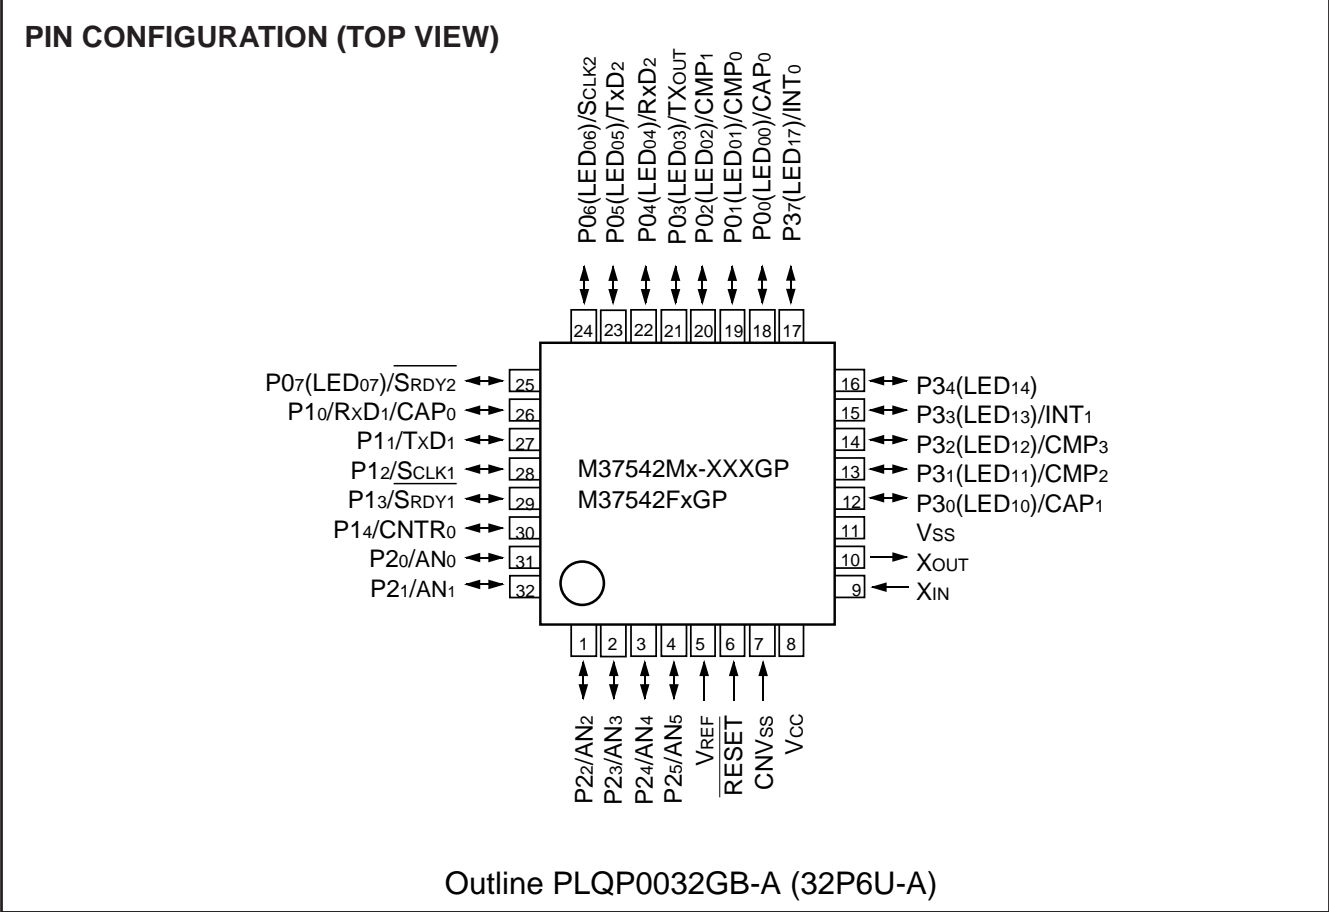 PIN CONFIGURATION (TOP VIEW)
P06(LED06)/SCLK2
P05(LED05)/TxD2
P04(LED04)/RxD2
P03(LED03)/TXOUT
P02(LED02)/CMP1
P01(LED01)/CMP0
P00(LED00)/CAP0
P37(LED17)/INT0
24 23 22 21 20 19 18 17
P07(LED07)/SRDY2 25
P10/RxD1/CAP0 26
P11/TxD1 27
P12/SCLK1 28
P13/SRDY1 29
P14/CNTR0 30
P20/AN0 31
P21/AN1 32
M37542Mx-XXXGP
M37542FxGP
16 P34(LED14)
15 P33(LED13)/INT1
14 P32(LED12)/CMP3
13 P31(LED11)/CMP2
12 P30(LED10)/CAP1
11 VSS
10 XOUT
9 XIN
1 2 3 4 5 6 7 8
P22/AN2
P23/AN3
P24/AN4
P25/AN5
VREF
RESET
CNVSS
VCC
Outline PLQP0032GB-A (32P6U-A)